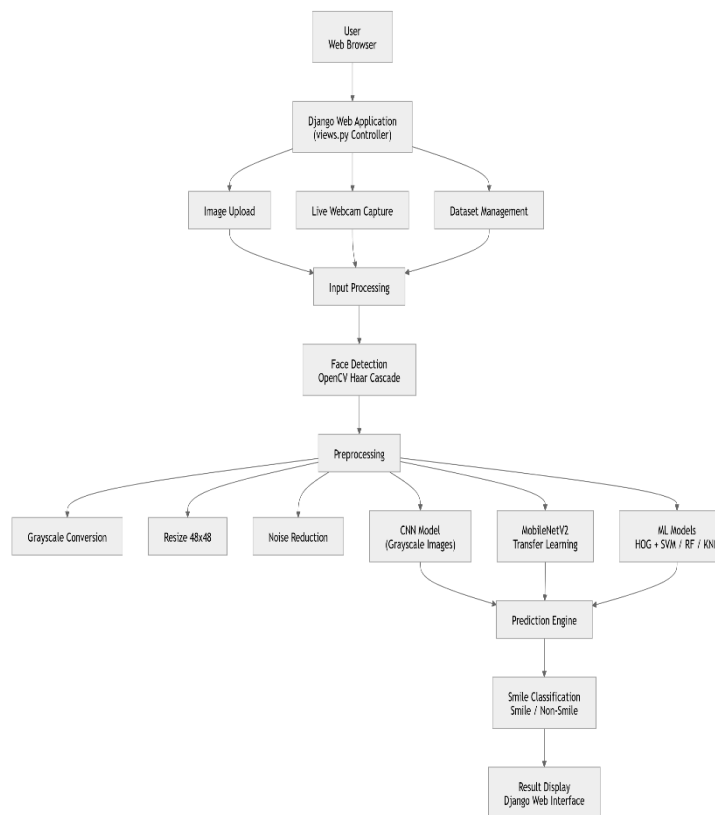 User
Web Browser
Django Web Application
(views.py Controller)
Image Upload
Live Webcam Capture
Dataset Management
Input Processing
Face Detection
OpenCV Haar Cascade
Preprocessing
Grayscale Conversion
Resize 48x48
Noise Reduction
CNN Model
(Grayscale Images)
MobileNetV2
Transfer Learning
ML Models
HOG + SVM / RF /
Prediction Engine
Smile Classification
Smile / Non-Smile
Result Display
Django Web Interface